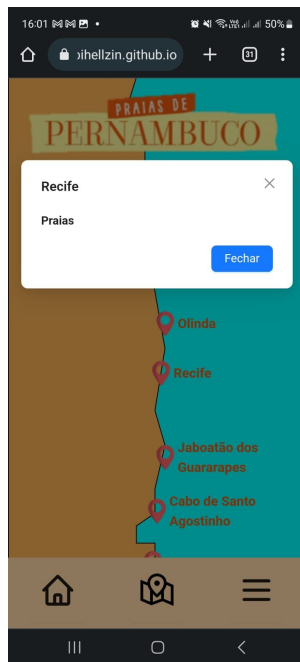 16:01
50%
pihellzin.github.io
31
PRAIAS DE
PERNAMBUCO
Recife
Praias
Fechar
Olinda
Recife
Jaboatão dos
Guararapes
Cabo de Santo
Agostinho